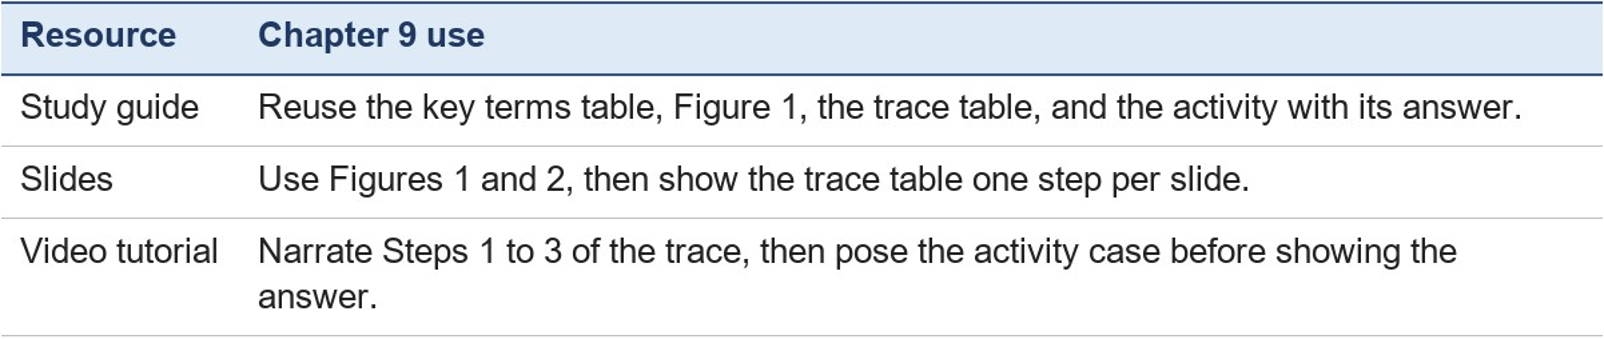 Resource Chapter 9 use
Study guide Reuse the key terms table, Figure 1, the trace table, and the activity with its answer.
Slides Use Figures 1 and 2, then show the trace table one step per slide.
Video tutorial Narrate Steps 1 to 3 of the trace, then pose the activity case before showing the
answer.